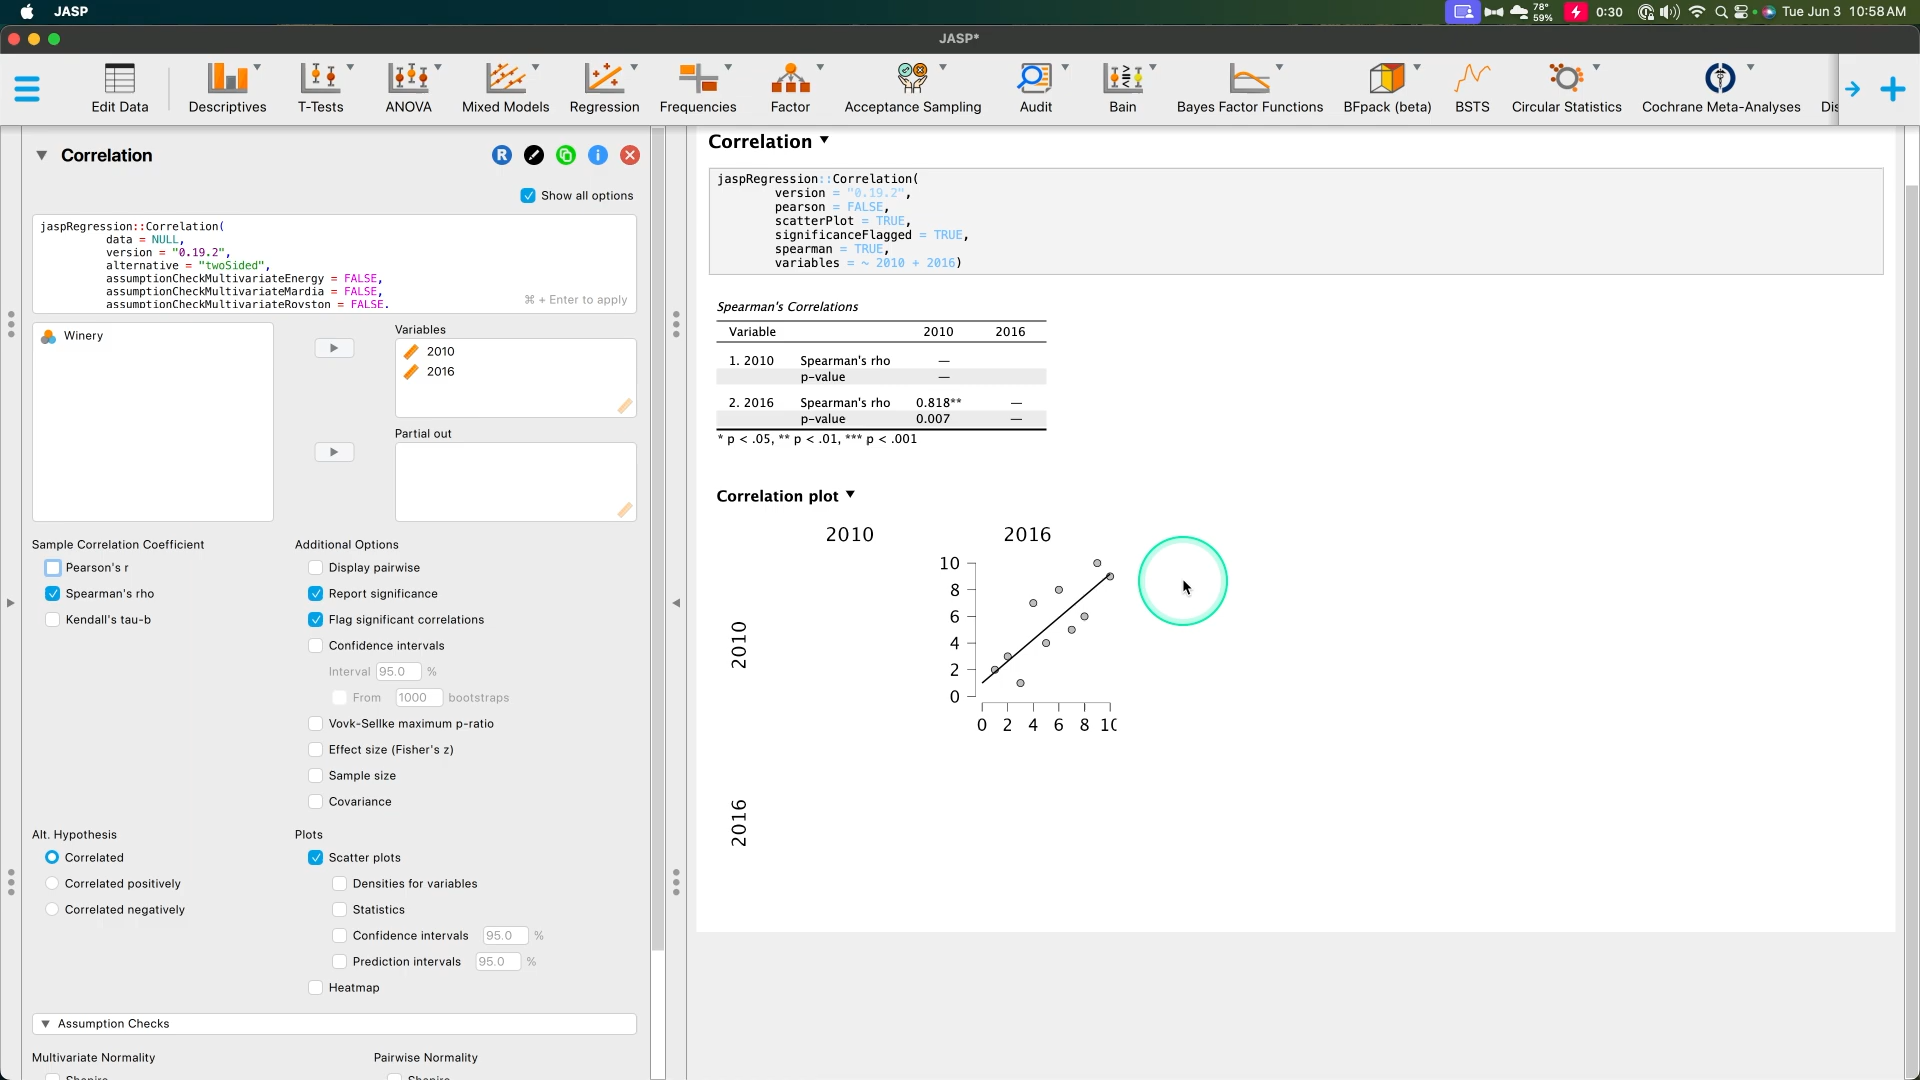 JASP
78°
59%
0:30
Tue Jun 3 10:58 AM
JASP*
Edit Data
Descriptives
T-Tests
ANOVA
Mixed Models
Regression
Frequencies
Factor
Acceptance Sampling
Audit
Bain
Bayes Factor Functions
BFpack (beta)
BSTS
Circular Statistics
Cochrane Meta-Analyses
Correlation
R
i
Show all options
jaspRegression::Correlation(
data = NULL,
version = "0.19.2",
alternative = "twoSided",
assumptionCheckMultivariateEnergy = FALSE,
assumptionCheckMultivariateMardia = FALSE,
assumptionCheckMultivariateRoyston = FALSE.
⌘ + Enter to apply
Winery
Variables
2010
2016
Partial out
Sample Correlation Coefficient
Pearson's r
Spearman's rho
Kendall's tau-b
Additional Options
Display pairwise
Report significance
Flag significant correlations
Confidence intervals
Interval 95.0 %
From 1000 bootstraps
Vovk-Sellke maximum p-ratio
Effect size (Fisher's z)
Sample size
Covariance
Alt. Hypothesis
Correlated
Correlated positively
Correlated negatively
Plots
Scatter plots
Densities for variables
Statistics
Confidence intervals 95.0 %
Prediction intervals 95.0 %
Heatmap
Assumption Checks
Multivariate Normality
Pairwise Normality
Correlation
jaspRegression::Correlation(
version = "0.19.2",
pearson = FALSE,
scatterPlot = TRUE,
significanceFlagged = TRUE,
spearman = TRUE,
variables = ~ 2010 + 2016)
Spearman's Correlations
Variable 2010 2016
1. 2010 Spearman's rho —
p-value —
2. 2016 Spearman's rho 0.818** —
p-value 0.007 —
* p < .05, ** p < .01, *** p < .001
Correlation plot
2010 2016
2010
10
8
6
4
2
0
0 2 4 6 8 10
2016